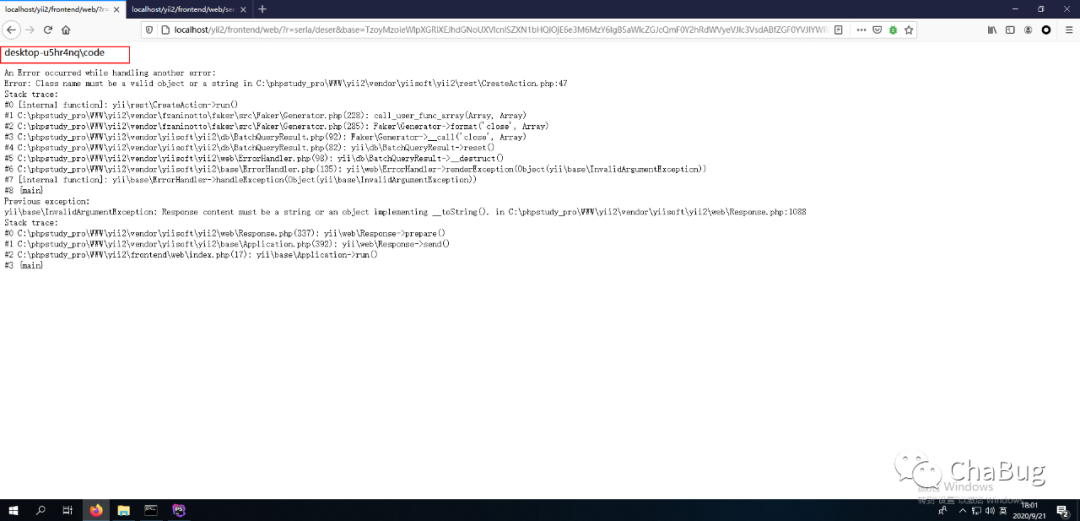 localhost/yii2/frontend/web/?r=
localhost/yii2/frontend/web/se
localhost/yii2/frontend/web/?r=serla/deser&base=
desktop-u5hr4nq\code
An Error occurred while handling another error:
Error: Class name must be a valid object or a string in C:\phpstudy_pro\WWW\yii2\vendor\yiisoft\yii2\rest\CreateAction.php:47
Stack trace:
#0 [internal function]: yii\rest\CreateAction->run()
#1 C:\phpstudy_pro\WWW\yii2\vendor\fzaninotto\faker\src\Faker\Generator.php(228): call_user_func_array(Array, Array)
#2 C:\phpstudy_pro\WWW\yii2\vendor\fzaninotto\faker\src\Faker\Generator.php(285): Faker\Generator->format('close', Array)
#3 C:\phpstudy_pro\WWW\yii2\vendor\yiisoft\yii2\db\BatchQueryResult.php(92): Faker\Generator->__call('close', Array)
#4 C:\phpstudy_pro\WWW\yii2\vendor\yiisoft\yii2\db\BatchQueryResult.php(82): yii\db\BatchQueryResult->reset()
#5 C:\phpstudy_pro\WWW\yii2\vendor\yiisoft\yii2\web\ErrorHandler.php(98): yii\db\BatchQueryResult->__destruct()
#6 C:\phpstudy_pro\WWW\yii2\vendor\yiisoft\yii2\base\ErrorHandler.php(135): yii\web\ErrorHandler->renderException(Object(yii\base\InvalidArgumentException))
#7 [internal function]: yii\base\ErrorHandler->handleException(Object(yii\base\InvalidArgumentException))
#8 {main}
Previous exception:
yii\base\InvalidArgumentException: Response content must be a string or an object implementing __toString(). in C:\phpstudy_pro\WWW\yii2\vendor\yiisoft\yii2\web\Response.php:1088
Stack trace:
#0 C:\phpstudy_pro\WWW\yii2\vendor\yiisoft\yii2\web\Response.php(337): yii\web\Response->prepare()
#1 C:\phpstudy_pro\WWW\yii2\vendor\yiisoft\yii2\base\Application.php(392): yii\web\Response->send()
#2 C:\phpstudy_pro\WWW\yii2\frontend\web\index.php(17): yii\base\Application->run()
#3 {main}
ChaBug
Windows
英
18:01
2020/9/21
2
PS